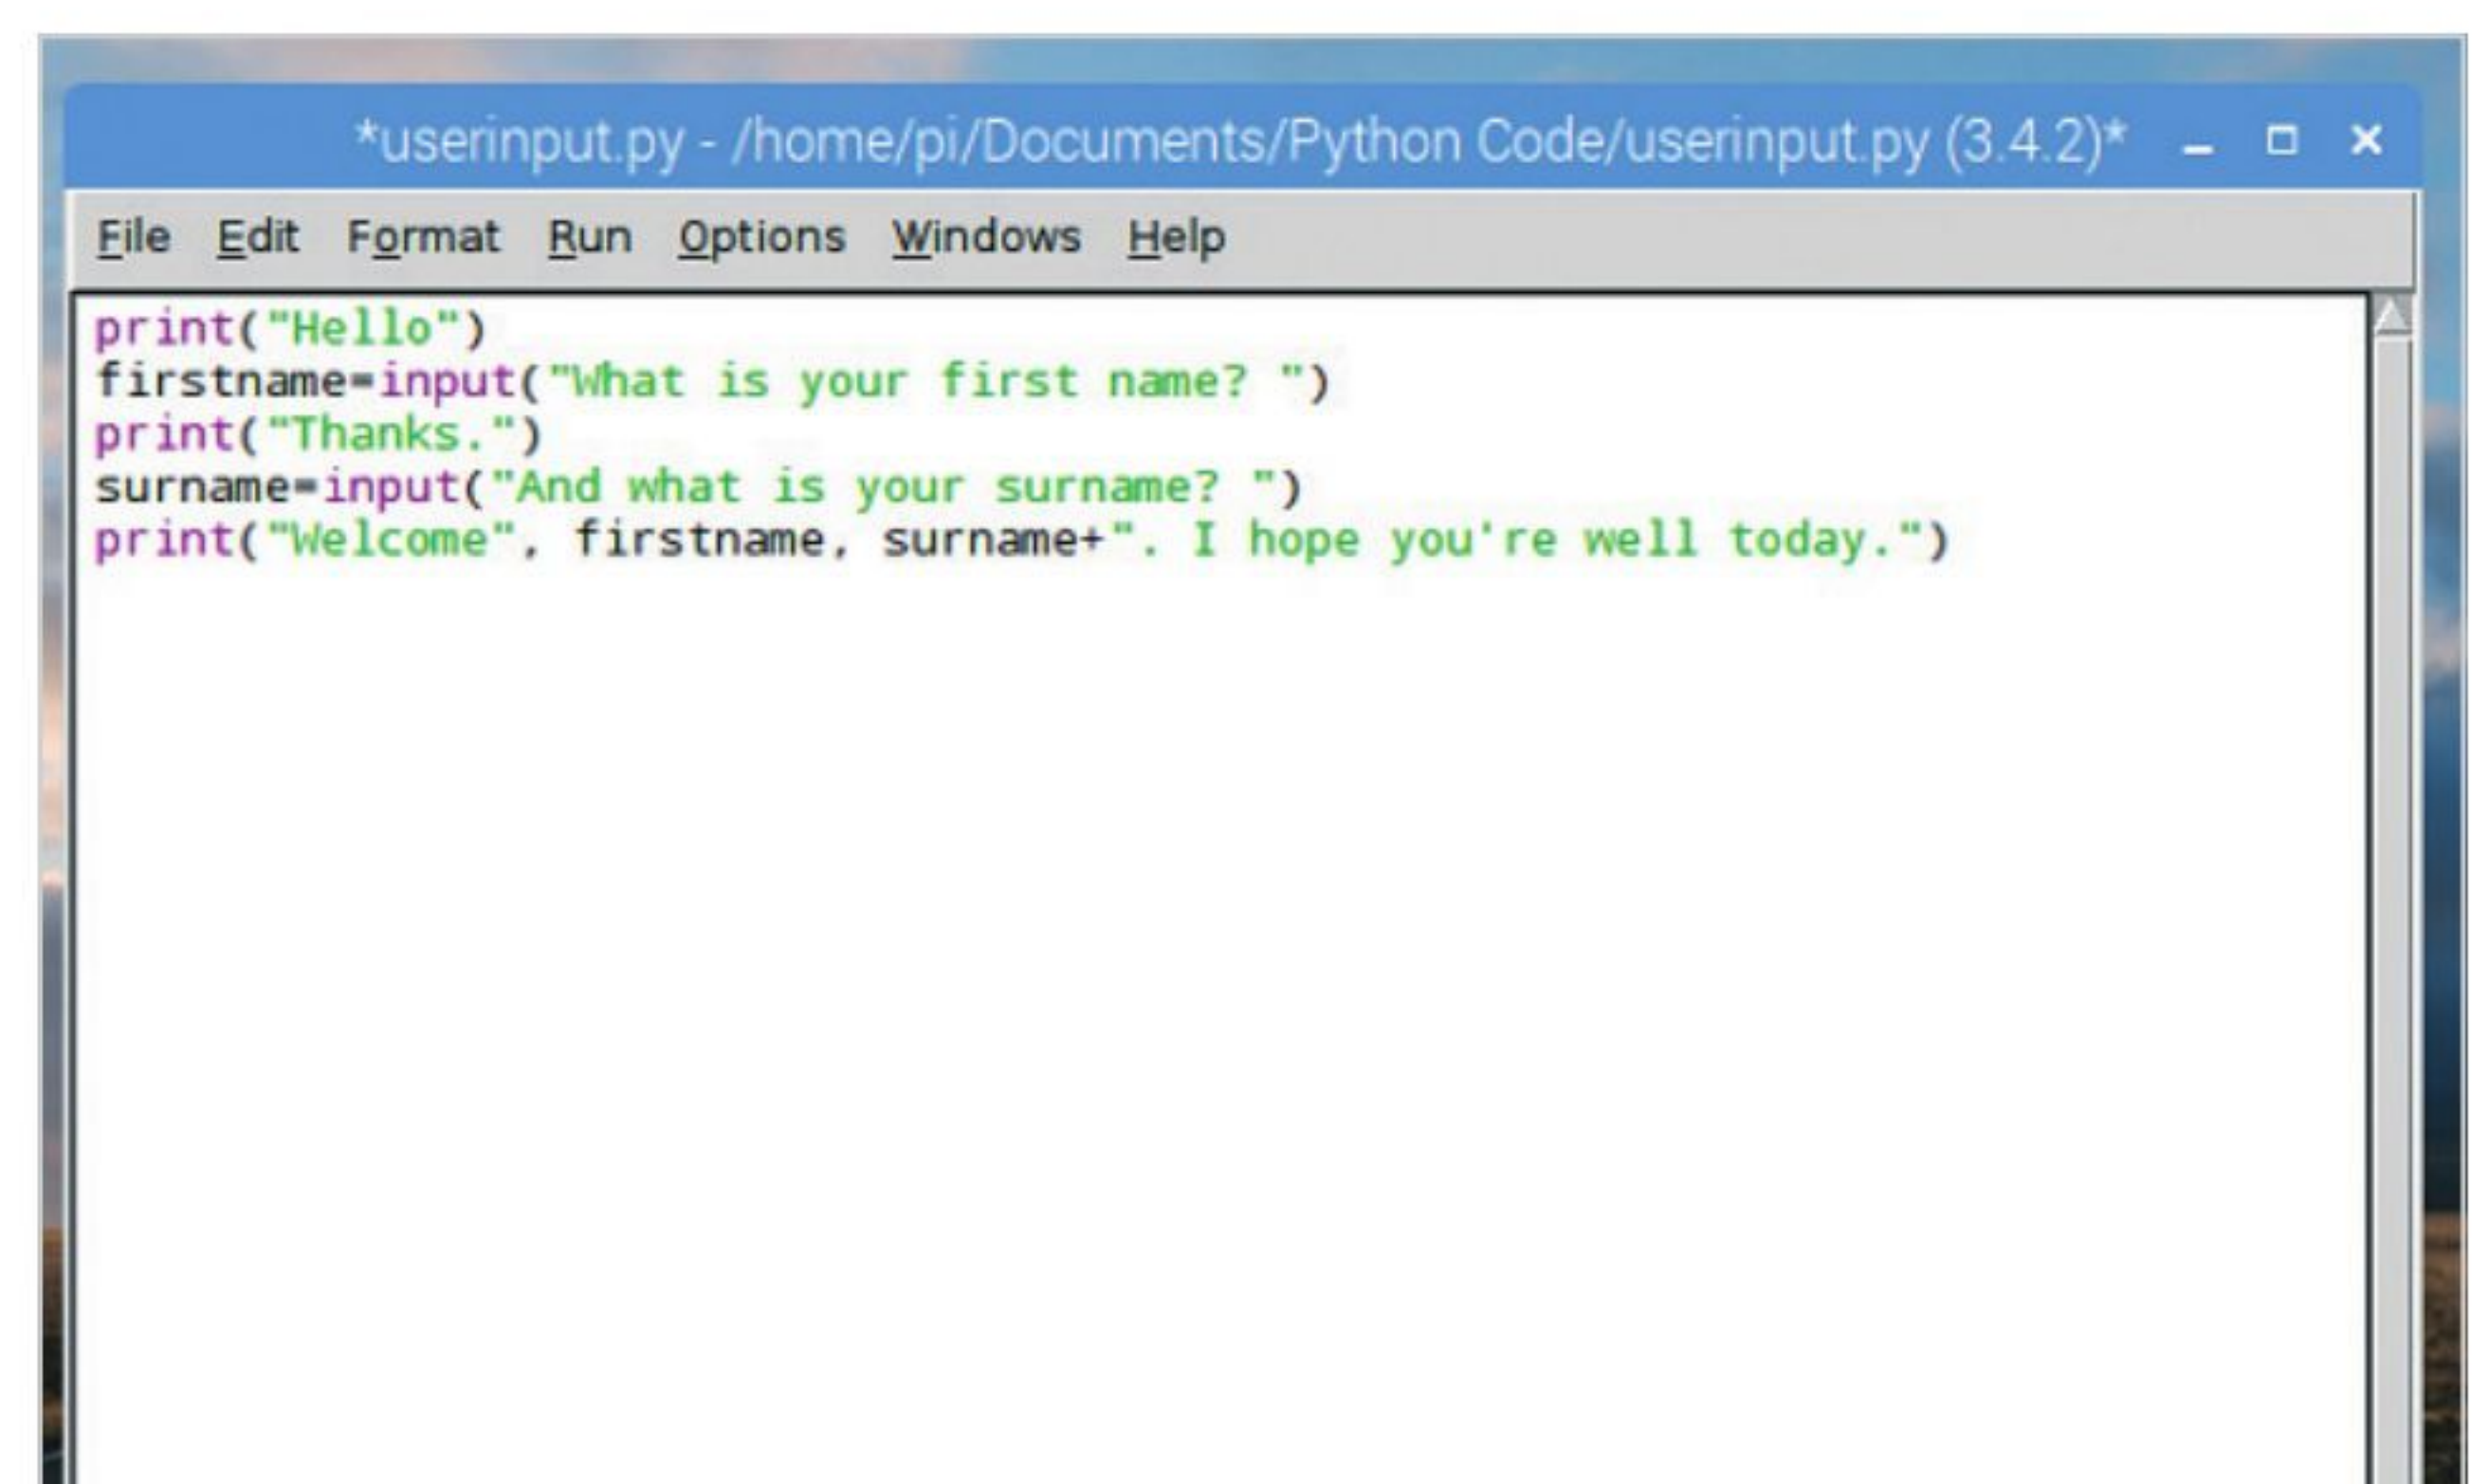 *userinput.py - /home/pi/Documents/Python Code/userinput.py (3.4.2)*
File Edit Format Run Options Windows Help
print("Hello")
firstname=input("What is your first name? ")
print("Thanks.")
surname=input("And what is your surname? ")
print("Welcome", firstname, surname+". I hope you're well today.")